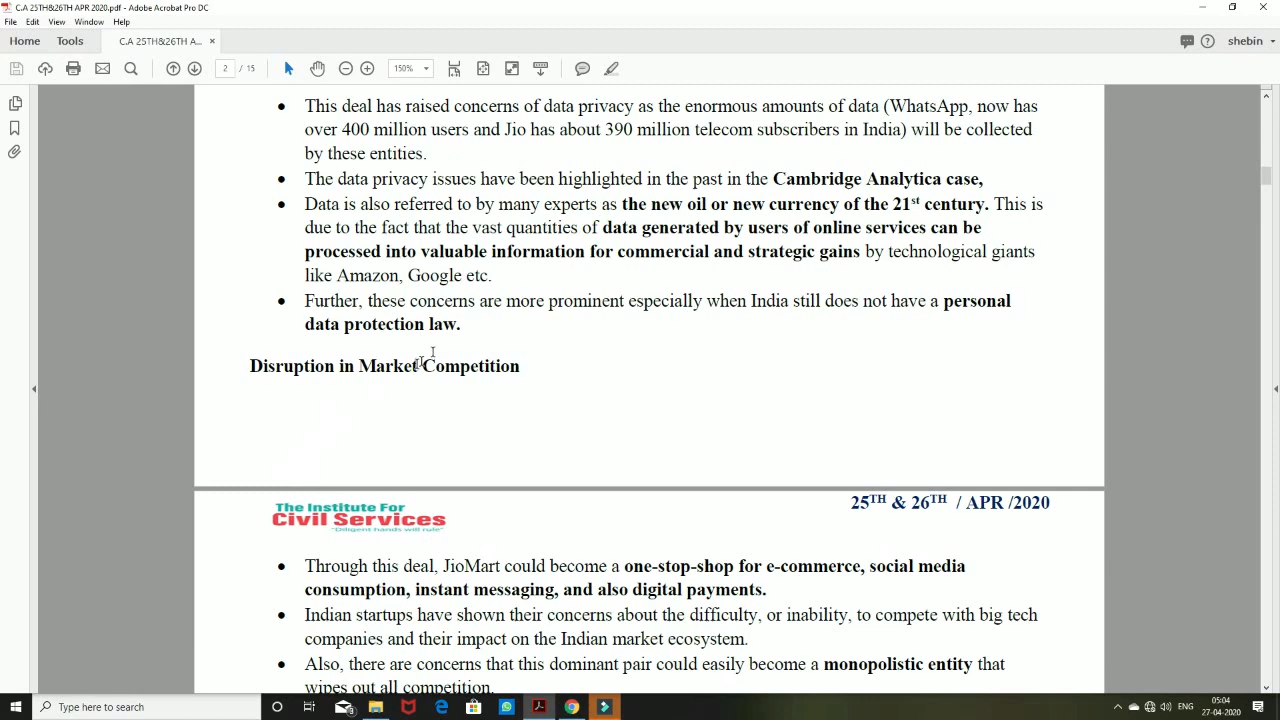 C.A 25TH&26TH APR 2020.pdf - Adobe Acrobat Pro DC
File Edit View Window Help
Home Tools C.A 25TH&26TH A... × shebin
2 / 15 150%
• This deal has raised concerns of data privacy as the enormous amounts of data (WhatsApp, now has
over 400 million users and Jio has about 390 million telecom subscribers in India) will be collected
by these entities.
• The data privacy issues have been highlighted in the past in the Cambridge Analytica case,
• Data is also referred to by many experts as the new oil or new currency of the 21st century. This is
due to the fact that the vast quantities of data generated by users of online services can be
processed into valuable information for commercial and strategic gains by technological giants
like Amazon, Google etc.
• Further, these concerns are more prominent especially when India still does not have a personal
data protection law.
Disruption in Market Competition
The Institute For
Civil Services
"Diligent hands will rule"
25TH & 26TH / APR /2020
• Through this deal, JioMart could become a one-stop-shop for e-commerce, social media
consumption, instant messaging, and also digital payments.
• Indian startups have shown their concerns about the difficulty, or inability, to compete with big tech
companies and their impact on the Indian market ecosystem.
• Also, there are concerns that this dominant pair could easily become a monopolistic entity that
wipes out all competition.
Type here to search
ENG
05:04
27-04-2020